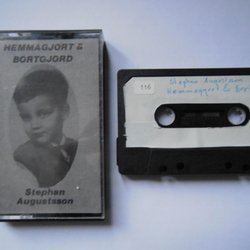 HEMMAGJORT &
BORTGJORD
Stephan
Augustsson
116
Stephan Augustsson
Hemmagjort & Bor